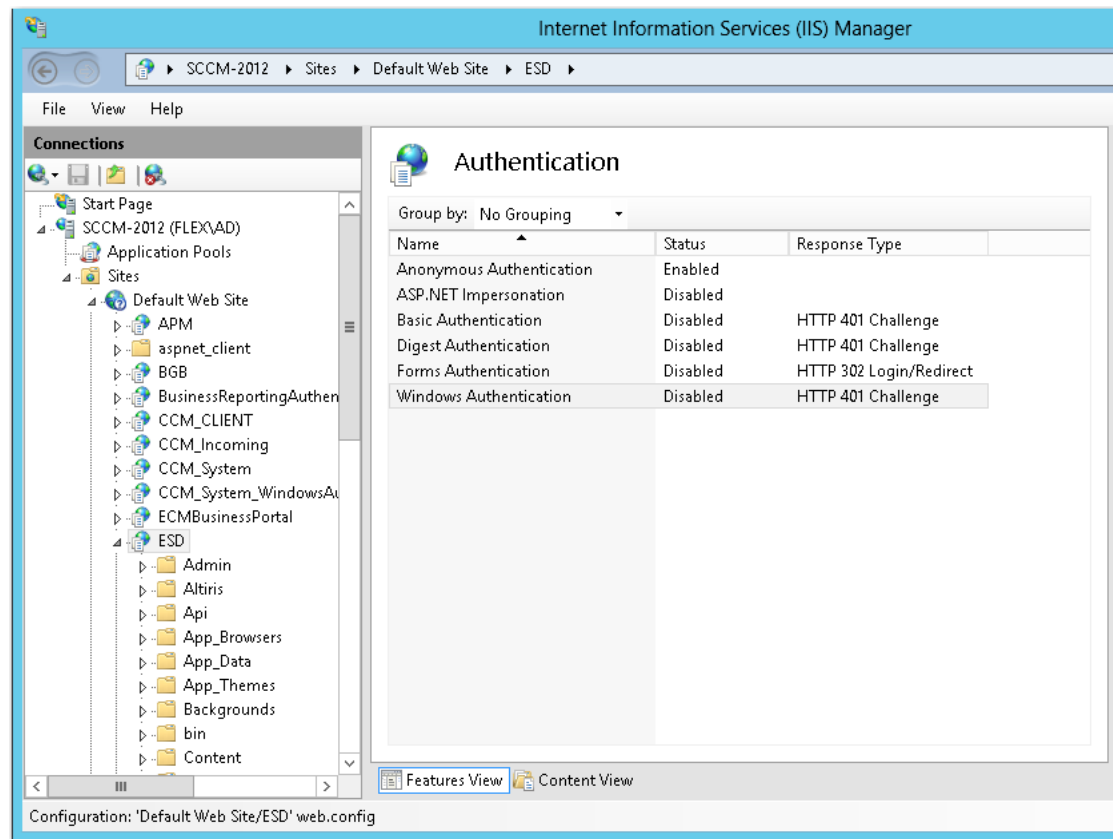 Internet Information Services (IIS) Manager
SCCM-2012 Sites Default Web Site ESD
File View Help
Connections
Start Page
SCCM-2012 (FLEX\AD)
Application Pools
Sites
Default Web Site
APM
aspnet_client
BGB
BusinessReportingAuthen
CCM_CLIENT
CCM_Incoming
CCM_System
CCM_System_WindowsAu
ECMBusinessPortal
ESD
Admin
Altiris
Api
App_Browsers
App_Data
App_Themes
Backgrounds
bin
Content
Authentication
Group by: No Grouping
Name Status Response Type
Anonymous Authentication Enabled
ASP.NET Impersonation Disabled
Basic Authentication Disabled HTTP 401 Challenge
Digest Authentication Disabled HTTP 401 Challenge
Forms Authentication Disabled HTTP 302 Login/Redirect
Windows Authentication Disabled HTTP 401 Challenge
Features View Content View
Configuration: 'Default Web Site/ESD' web.config